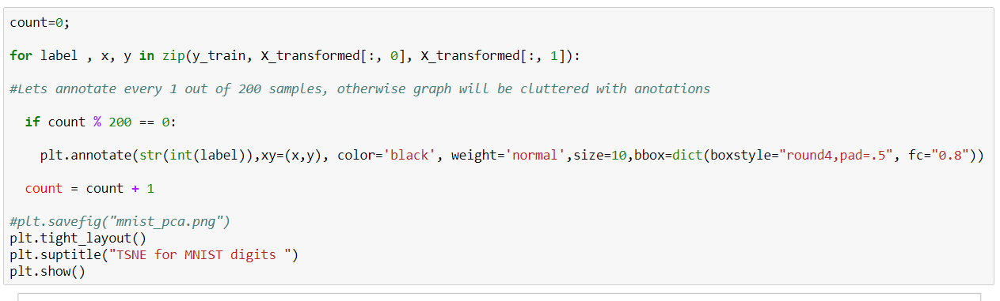 count=0;
for label , x, y in zip(y_train, X_transformed[:, 0], X_transformed[:, 1]):
#Lets annotate every 1 out of 200 samples, otherwise graph will be cluttered with anotations
if count % 200 == 0:
plt.annotate(str(int(label)),xy=(x,y), color='black', weight='normal',size=10,bbox=dict(boxstyle="round4,pad=.5", fc="0.8"))
count = count + 1
#plt.savefig("mnist_pca.png")
plt.tight_layout()
plt.suptitle("TSNE for MNIST digits ")
plt.show()